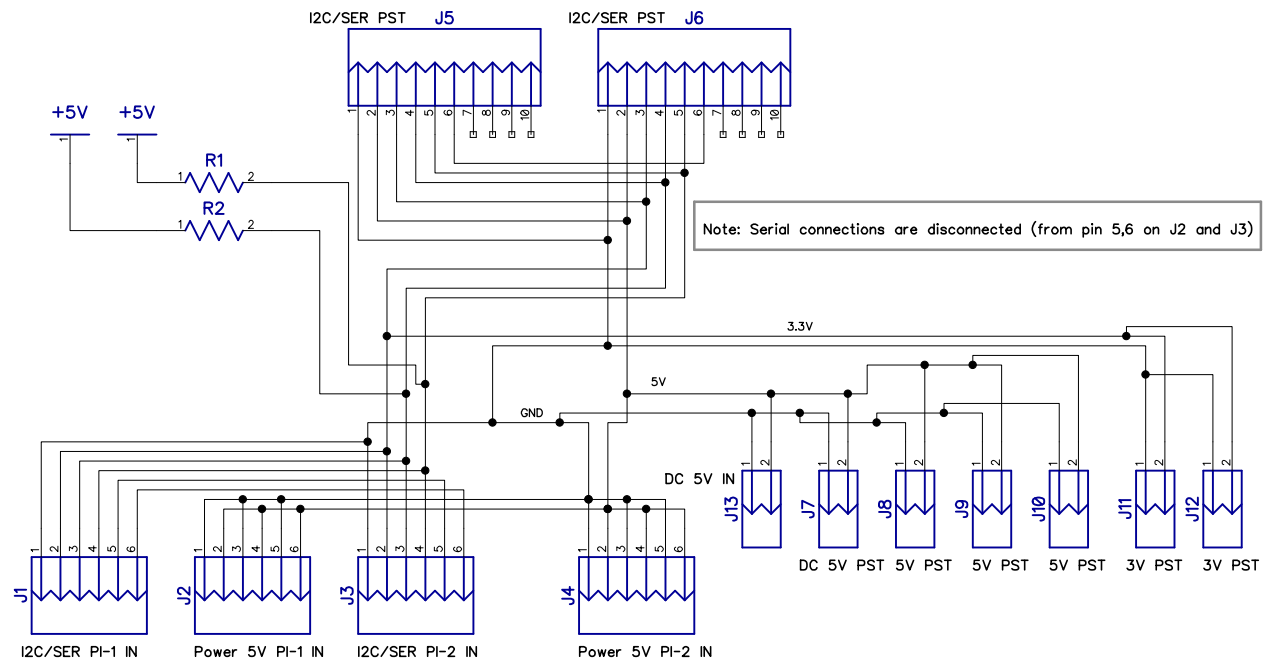 I2C/SER PST J5
I2C/SER PST J6
1 2 3 4 5 6 7 8 9 10
1 2 3 4 5 6 7 8 9 10
+5V +5V
1 1
R1
1 2
R2
1 2
Note: Serial connections are disconnected (from pin 5,6 on J2 and J3)
3.3V
5V
GND
DC 5V IN
1 2
J13
1 2
J7
1 2
J8
1 2
J9
1 2
J10
1 2
J11
1 2
J12
DC 5V PST
5V PST
5V PST
5V PST
3V PST
3V PST
1 2 3 4 5 6
J1
1 2 3 4 5 6
J2
1 2 3 4 5 6
J3
1 2 3 4 5 6
J4
I2C/SER PI-1 IN
Power 5V PI-1 IN
I2C/SER PI-2 IN
Power 5V PI-2 IN